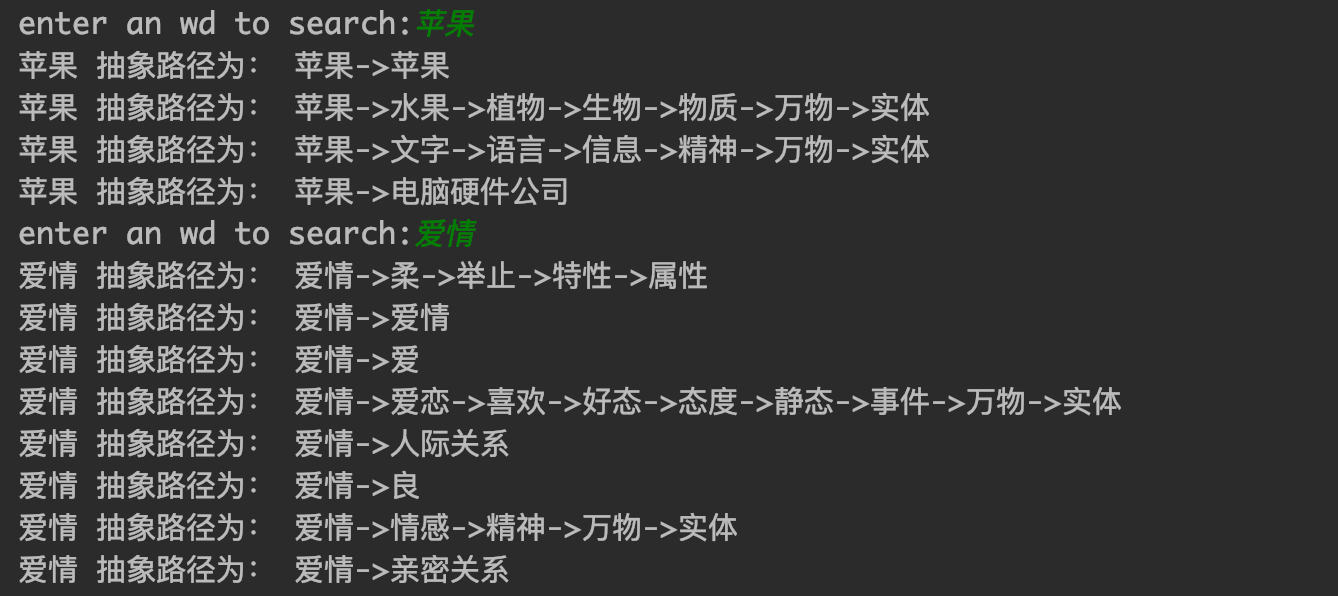 enter an wd to search:苹果
苹果 抽象路径为： 苹果->苹果
苹果 抽象路径为： 苹果->水果->植物->生物->物质->万物->实体
苹果 抽象路径为： 苹果->文字->语言->信息->精神->万物->实体
苹果 抽象路径为： 苹果->电脑硬件公司
enter an wd to search:爱情
爱情 抽象路径为： 爱情->柔->举止->特性->属性
爱情 抽象路径为： 爱情->爱情
爱情 抽象路径为： 爱情->爱
爱情 抽象路径为： 爱情->爱恋->喜欢->好态->态度->静态->事件->万物->实体
爱情 抽象路径为： 爱情->人际关系
爱情 抽象路径为： 爱情->良
爱情 抽象路径为： 爱情->情感->精神->万物->实体
爱情 抽象路径为： 爱情->亲密关系